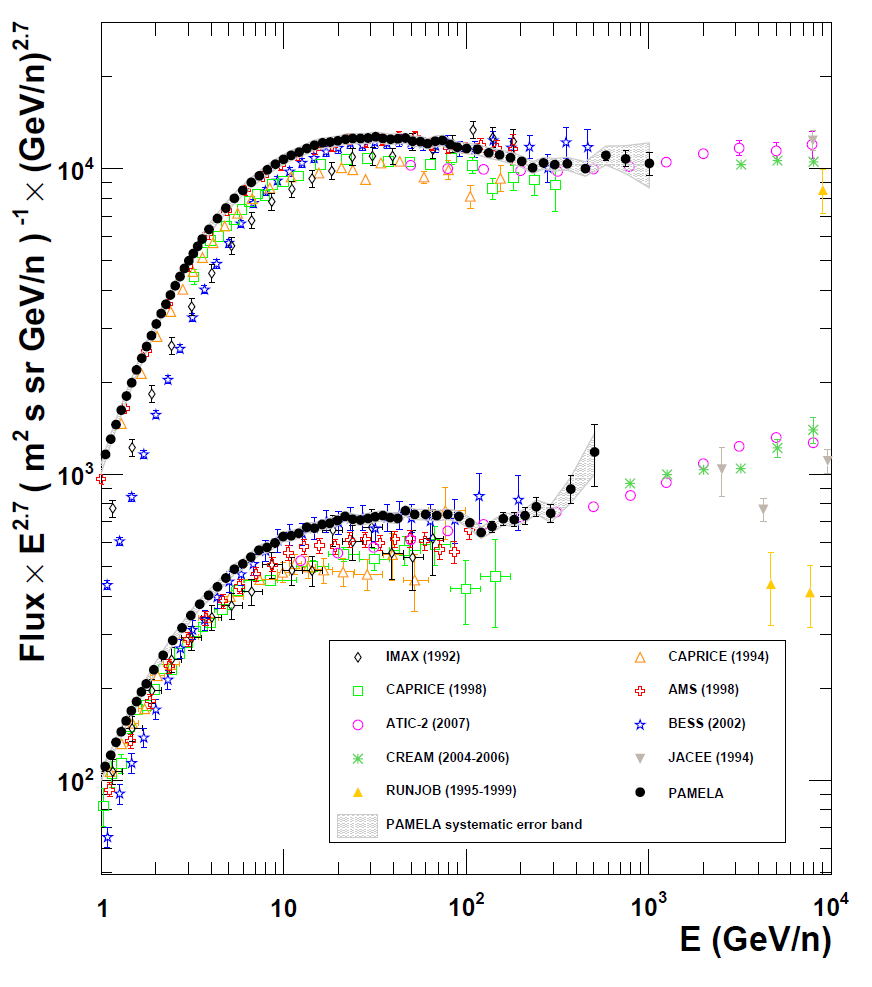 Flux × E^2.7 ( m^2 s sr GeV/n )^-1 × (GeV/n)^2.7
10^4
10^3
10^2
IMAX (1992)
CAPRICE (1994)
CAPRICE (1998)
AMS (1998)
ATIC-2 (2007)
BESS (2002)
CREAM (2004-2006)
JACEE (1994)
RUNJOB (1995-1999)
PAMELA
PAMELA systematic error band
1 10 10^2 10^3 10^4
E (GeV/n)